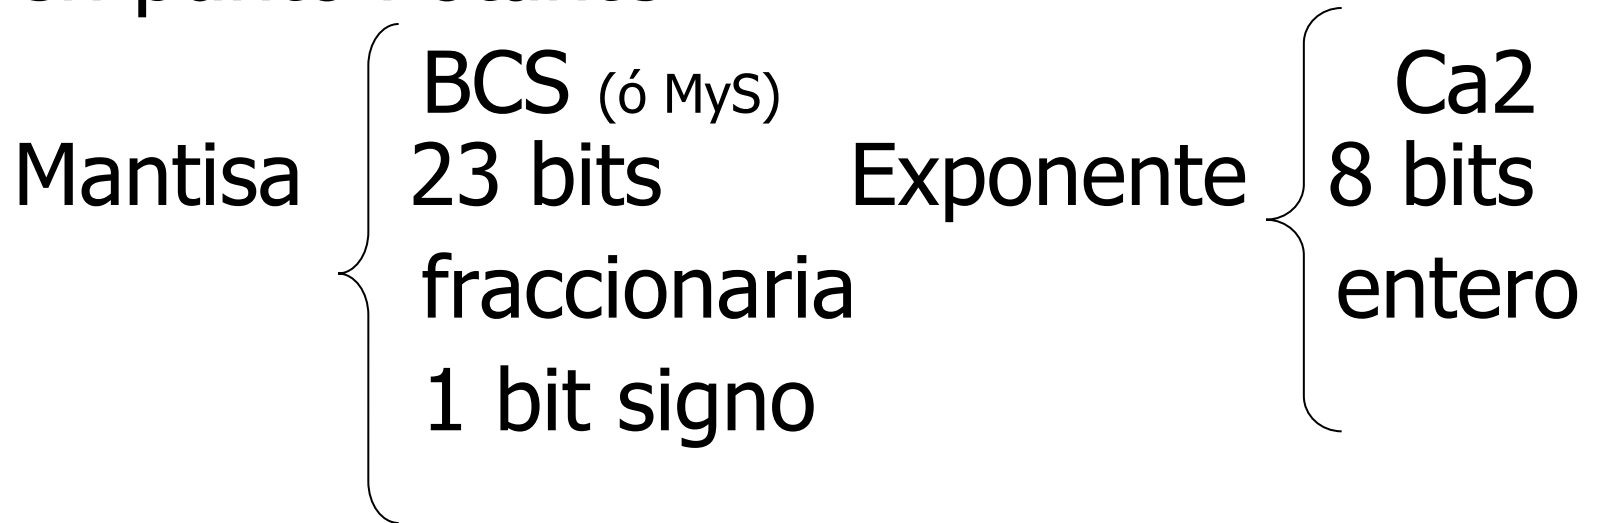 BCS (ó MyS) Ca2
Mantisa 23 bits Exponente 8 bits
fraccionaria entero
1 bit signo